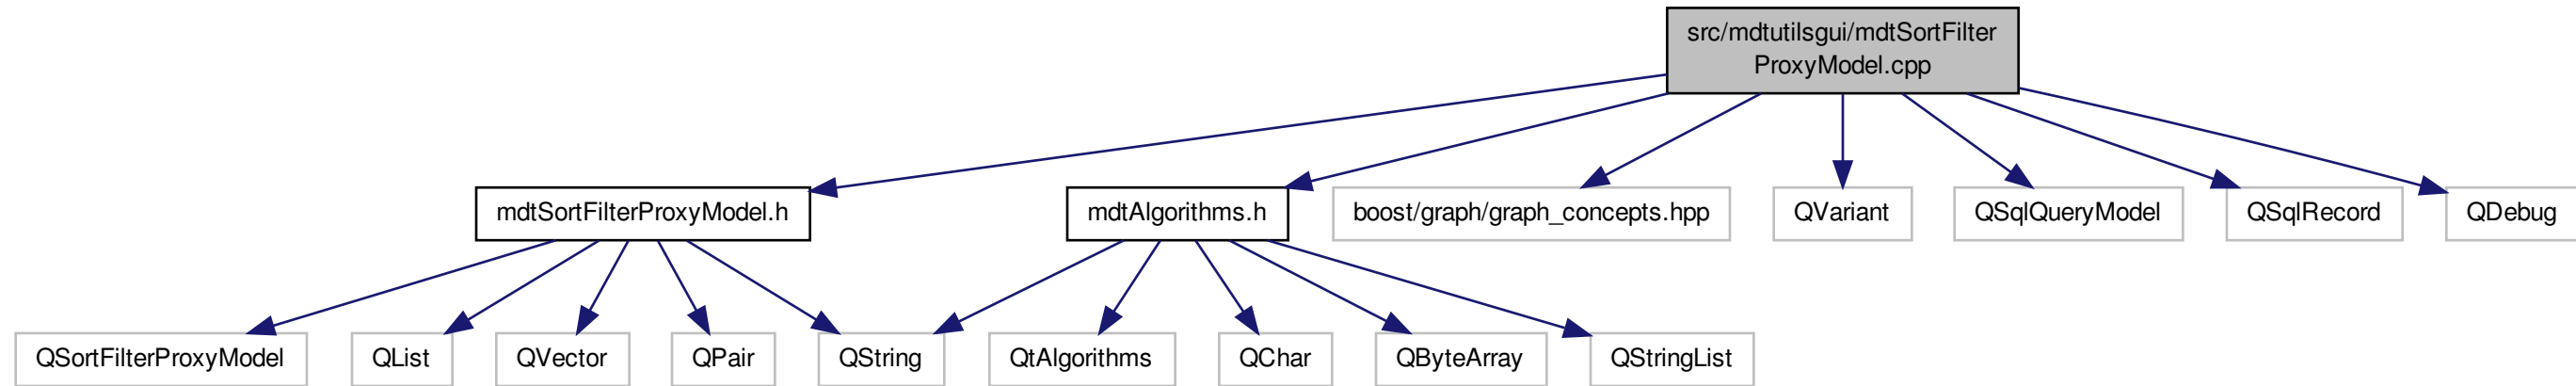 src/mdtutilsgui/mdtSortFilter
ProxyModel.cpp
mdtSortFilterProxyModel.h
mdtAlgorithms.h
boost/graph/graph_concepts.hpp
QVariant
QSqlQueryModel
QSqlRecord
QDebug
QSortFilterProxyModel
QList
QVector
QPair
QString
QtAlgorithms
QChar
QByteArray
QStringList